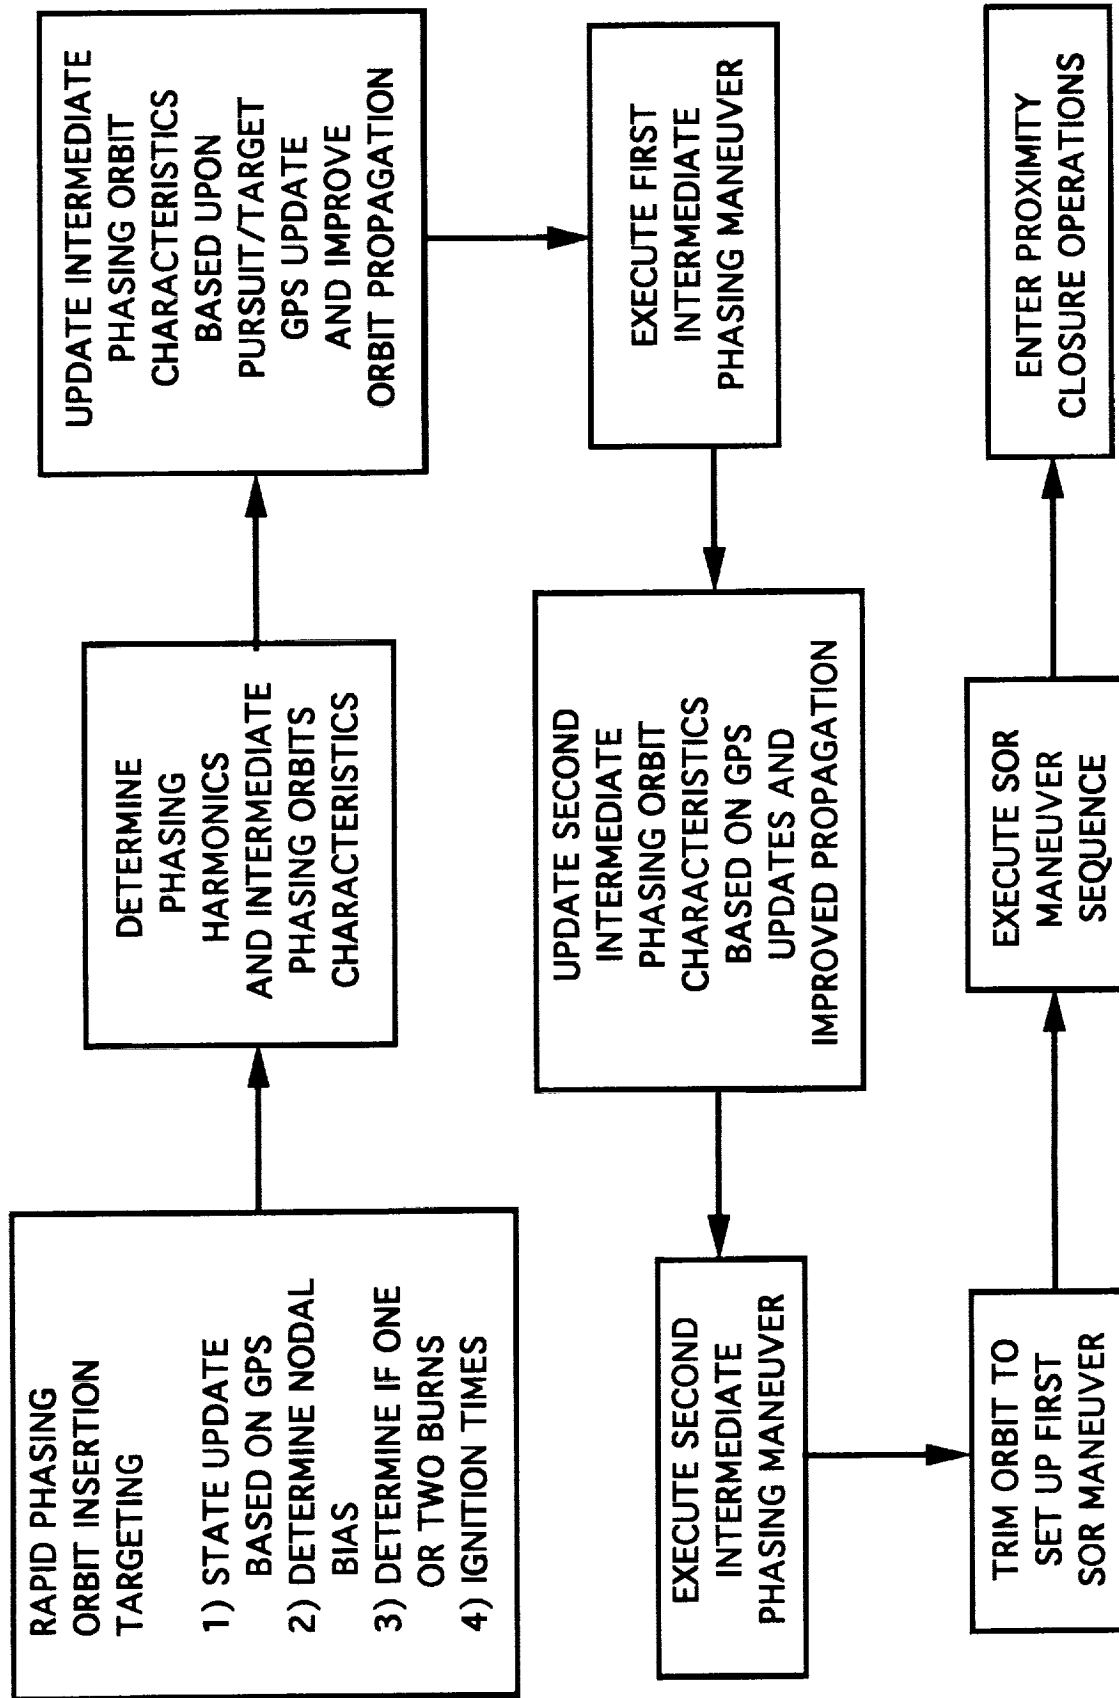 RAPID PHASING
ORBIT INSERTION
TARGETING
1) STATE UPDATE
BASED ON GPS
2) DETERMINE NODAL
BIAS
3) DETERMINE IF ONE
OR TWO BURNS
4) IGNITION TIMES
DETERMINE
PHASING
HARMONICS
AND INTERMEDIATE
PHASING ORBITS
CHARACTERISTICS
UPDATE INTERMEDIATE
PHASING ORBIT
CHARACTERISTICS
BASED UPON
PURSUIT/TARGET
GPS UPDATE
AND IMPROVE
ORBIT PROPAGATION
EXECUTE FIRST
INTERMEDIATE
PHASING MANEUVER
UPDATE SECOND
INTERMEDIATE
PHASING ORBIT
CHARACTERISTICS
BASED ON GPS
UPDATES AND
IMPROVED PROPAGATION
EXECUTE SECOND
INTERMEDIATE
PHASING MANEUVER
TRIM ORBIT TO
SET UP FIRST
SOR MANEUVER
EXECUTE SOR
MANEUVER
SEQUENCE
ENTER PROXIMITY
CLOSURE OPERATIONS